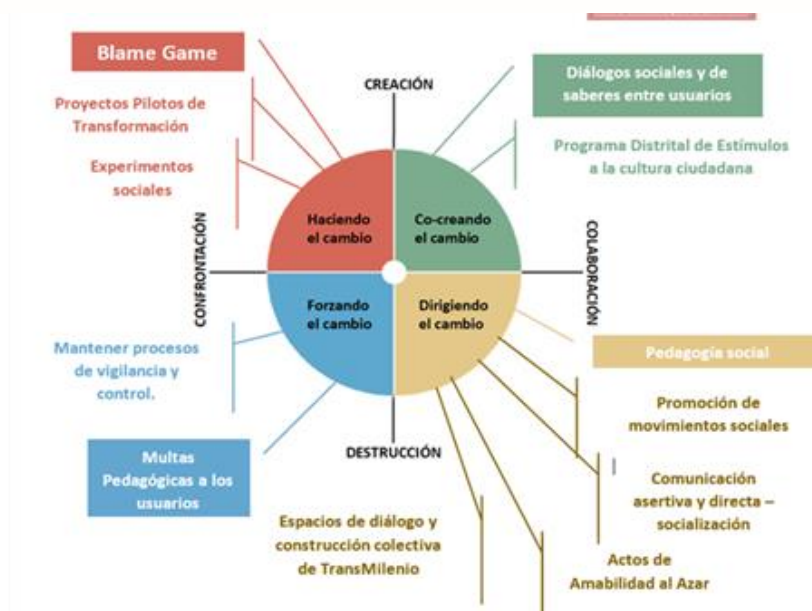 Blame Game
Proyectos Pilotos de
Transformación
Experimentos
sociales
CREACIÓN
Diálogos sociales y de
saberes entre usuarios
Programa Distrital de Estímulos
a la cultura ciudadana
Haciendo
el cambio
Co-creando
el cambio
CONFRONTACIÓN
COLABORACIÓN
Forzando
el cambio
Dirigiendo
el cambio
Mantener procesos
de vigilancia y
control.
Multas
Pedagógicas a los
usuarios
DESTRUCCIÓN
Pedagogía social
Promoción de
movimientos sociales
Comunicación
asertiva y directa –
socialización
Espacios de diálogo y
construcción colectiva
de TransMilenio
Actos de
Amabilidad al Azar